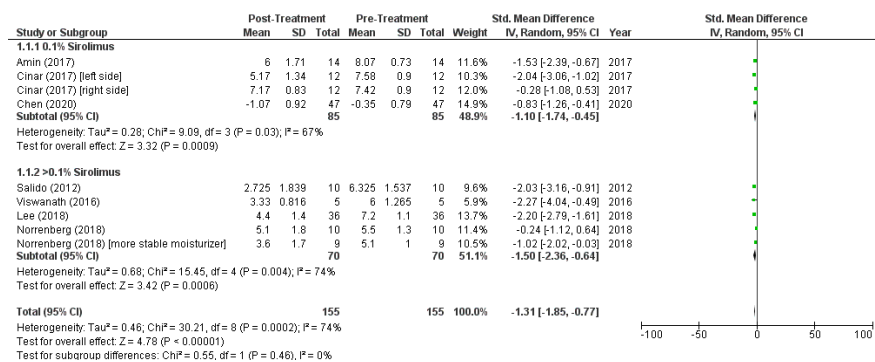 Post-Treatment Pre-Treatment Std. Mean Difference Std. Mean Difference
Study or Subgroup Mean SD Total Mean SD Total Weight IV, Random, 95% CI Year IV, Random, 95% CI
1.1.1 0.1% Sirolimus
Amin (2017) 6 1.71 14 8.07 0.73 14 11.6% -1.53 [-2.39, -0.67] 2017
Cinar (2017) [left side] 5.17 1.34 12 7.58 0.9 12 10.3% -2.04 [-3.06, -1.02] 2017
Cinar (2017) [right side] 7.17 0.83 12 7.42 0.9 12 12.1% -0.28 [-1.08, 0.53] 2017
Chen (2020) -1.07 0.92 47 -0.35 0.79 47 14.9% -0.83 [-1.26, -0.41] 2020
Subtotal (95% CI) 85 85 48.9% -1.10 [-1.74, -0.45]
Heterogeneity: Tau² = 0.28; Chi² = 9.09, df = 3 (P = 0.03); I² = 67%
Test for overall effect: Z = 3.32 (P = 0.0009)
1.1.2 >0.1% Sirolimus
Salido (2012) 2.725 1.839 10 6.325 1.537 10 9.6% -2.03 [-3.16, -0.91] 2012
Viswanath (2016) 3.33 0.816 5 6 1.265 5 5.9% -2.27 [-4.04, -0.49] 2016
Lee (2018) 4.4 1.4 36 7.2 1.1 36 13.7% -2.20 [-2.79, -1.61] 2018
Norrenberg (2018) 5.1 1.8 10 5.5 1.3 10 11.5% -0.24 [-1.12, 0.64] 2018
Norrenberg (2018) [more stable moisturizer] 3.6 1.7 9 5.1 1 9 10.5% -1.02 [-2.02, -0.03] 2018
Subtotal (95% CI) 70 70 51.1% -1.50 [-2.36, -0.64]
Heterogeneity: Tau² = 0.68; Chi² = 15.45, df = 4 (P = 0.004); I² = 74%
Test for overall effect: Z = 3.42 (P = 0.0006)
Total (95% CI) 155 155 100.0% -1.31 [-1.85, -0.77]
Heterogeneity: Tau² = 0.46; Chi² = 30.21, df = 8 (P = 0.0002); I² = 74%
Test for overall effect: Z = 4.78 (P < 0.00001)
Test for subgroup differences: Chi² = 0.55, df = 1 (P = 0.46), I² = 0%
-100 -50 0 50 100